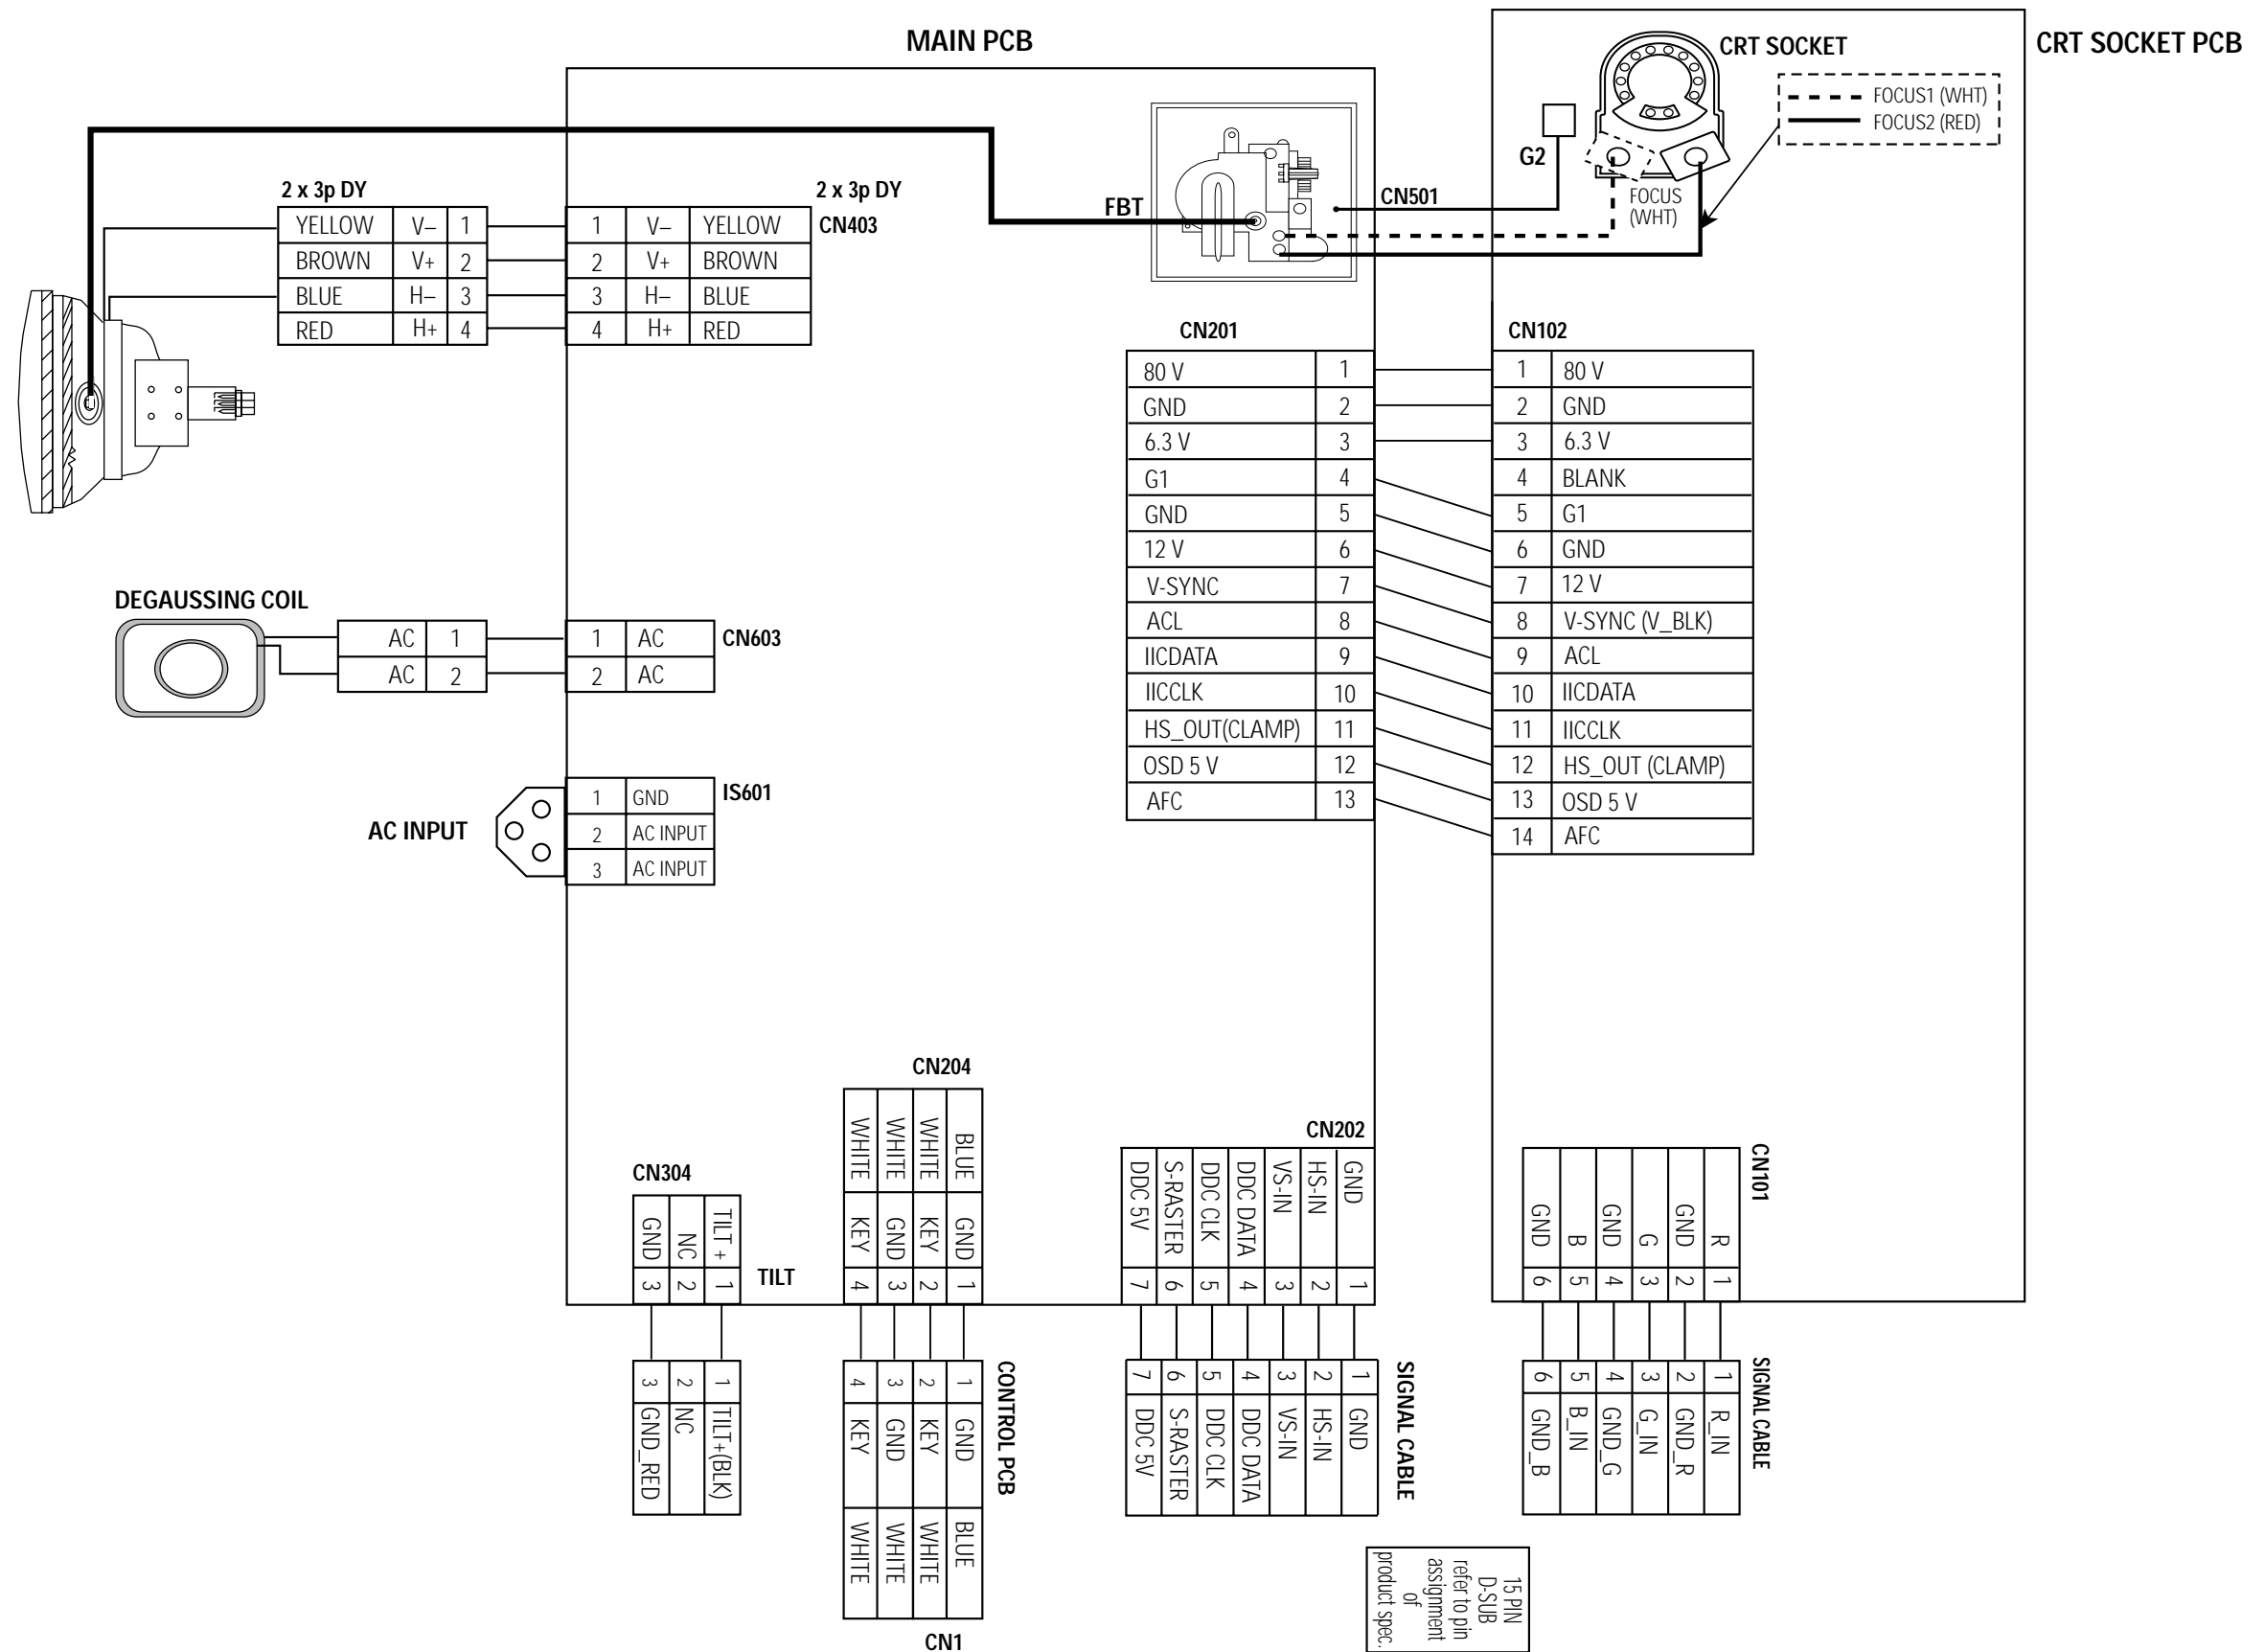 MAIN PCB
CRT SOCKET PCB
CRT SOCKET
FOCUS1 (WHT)
FOCUS2 (RED)
G2
FOCUS
(WHT)
CN501
FBT
2 x 3p DY
YELLOW V– 1
BROWN V+ 2
BLUE H– 3
RED H+ 4
2 x 3p DY
CN403
1 V– YELLOW
2 V+ BROWN
3 H– BLUE
4 H+ RED
CN201
80 V 1
GND 2
6.3 V 3
G1 4
GND 5
12 V 6
V-SYNC 7
ACL 8
IICDATA 9
IICCLK 10
HS_OUT(CLAMP) 11
OSD 5 V 12
AFC 13
CN102
1 80 V
2 GND
3 6.3 V
4 BLANK
5 G1
6 GND
7 12 V
8 V-SYNC (V_BLK)
9 ACL
10 IICDATA
11 IICCLK
12 HS_OUT (CLAMP)
13 OSD 5 V
14 AFC
DEGAUSSING COIL
AC 1
AC 2
1 AC
2 AC
CN603
AC INPUT
1 GND
2 AC INPUT
3 AC INPUT
IS601
CN304
TILT + 1
NC 2
GND 3
TILT
1 TILT+(BLK)
2 NC
3 GND_RED
CN204
BLUE GND 1
WHITE KEY 2
WHITE GND 3
WHITE KEY 4
CONTROL PCB
1 GND BLUE
2 KEY WHITE
3 GND WHITE
4 KEY WHITE
CN1
CN202
GND 1
HS-IN 2
VS-IN 3
DDC DATA 4
DDC CLK 5
S-RASTER 6
DDC 5V 7
SIGNAL CABLE
1 GND
2 HS-IN
3 VS-IN
4 DDC DATA
5 DDC CLK
6 S-RASTER
7 DDC 5V
CN101
R 1
GND 2
G 3
GND 4
B 5
GND 6
SIGNAL CABLE
1 R_IN
2 GND_R
3 G_IN
4 GND_G
5 B_IN
6 GND_B
15 PIN
D-SUB
refer to pin
assignment
of
product spec.